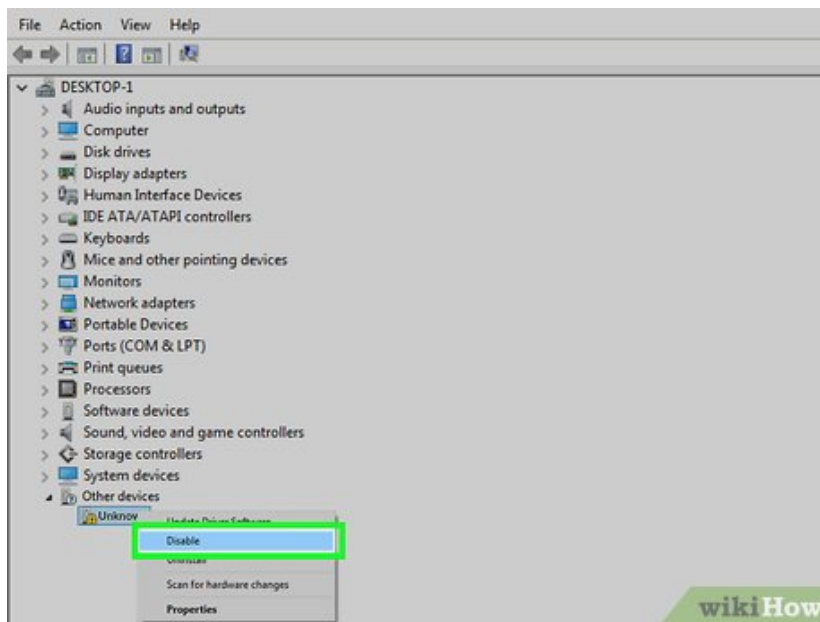 File Action View Help
DESKTOP-1
Audio inputs and outputs
Computer
Disk drives
Display adapters
Human Interface Devices
IDE ATA/ATAPI controllers
Keyboards
Mice and other pointing devices
Monitors
Network adapters
Portable Devices
Ports (COM & LPT)
Print queues
Processors
Software devices
Sound, video and game controllers
Storage controllers
System devices
Other devices
Unknow
Update Driver Software
Disable
Uninstall
Scan for hardware changes
Properties
wikiHow